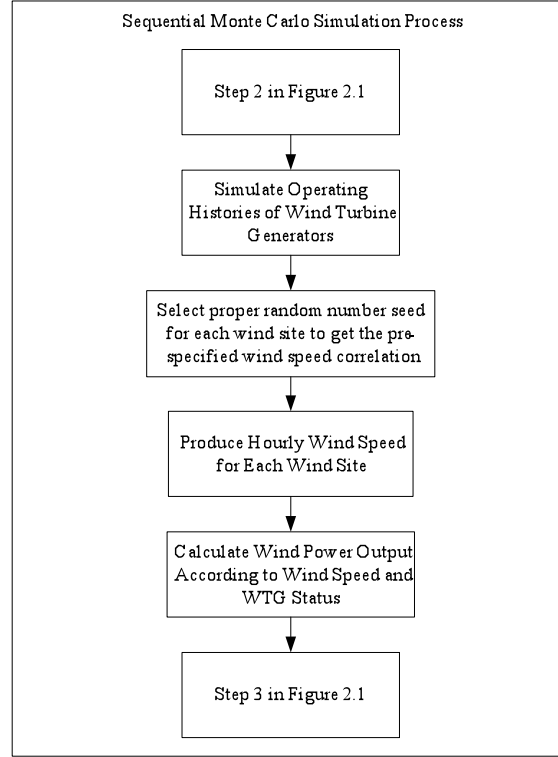 Sequential Monte Carlo Simulation Process
Step 2 in Figure 2.1
Simulate Operating
Histories of Wind Turbine
Generators
Select proper random number seed
for each wind site to get the pre-
specified wind speed correlation
Produce Hourly Wind Speed
for Each Wind Site
Calculate Wind Power Output
According to Wind Speed and
WTG Status
Step 3 in Figure 2.1